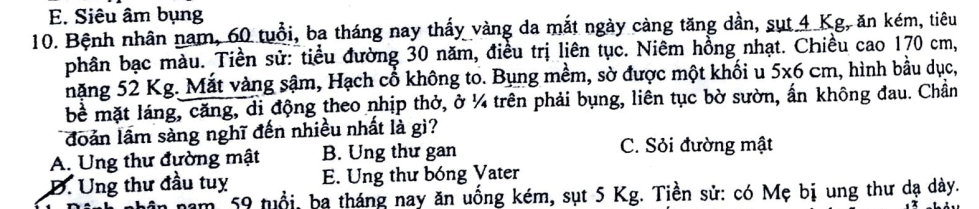 E. Siêu âm bụng
10. Bệnh nhân nam, 60 tuổi, ba tháng nay thấy vàng da mắt ngày càng tăng dần, sụt 4 Kg, ăn kém, tiêu
phân bạc màu. Tiền sử: tiểu đường 30 năm, điều trị liên tục. Niêm hồng nhạt. Chiều cao 170 cm,
nặng 52 Kg. Mắt vàng sậm, Hạch cổ không to. Bụng mềm, sờ được một khối u 5x6 cm, hình bầu dục,
bề mặt láng, căng, di động theo nhịp thở, ở ¼ trên phải bụng, liên tục bờ sườn, ấn không đau. Chẩn
đoán lâm sàng nghĩ đến nhiều nhất là gì?
A. Ung thư đường mật B. Ung thư gan C. Sỏi đường mật
D. Ung thư đầu tuỵ E. Ung thư bóng Vater
nam, 59 tuổi, ba tháng nay ăn uống kém, sụt 5 Kg. Tiền sử: có Mẹ bị ung thư dạ dày.